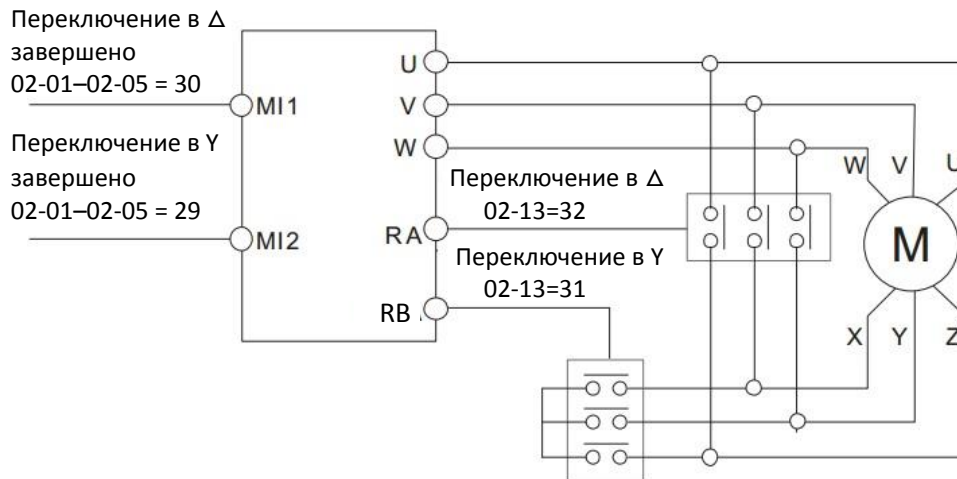 Переключение в Δ
завершено
02-01–02-05 = 30
MI1
Переключение в Y
завершено
02-01–02-05 = 29
MI2
U
V
W
RA
RB
Переключение в Δ
02-13=32
Переключение в Y
02-13=31
W V U
M
X Y Z